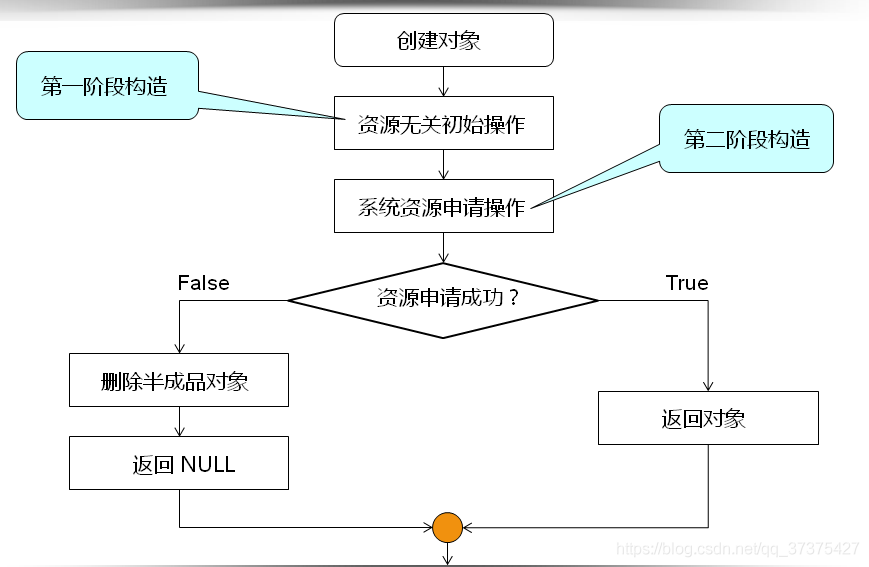 创建对象
第一阶段构造
资源无关初始操作
第二阶段构造
系统资源申请操作
False
True
资源申请成功？
删除半成品对象
返回对象
返回 NULL
https://blog.csdn.net/qq_37375427